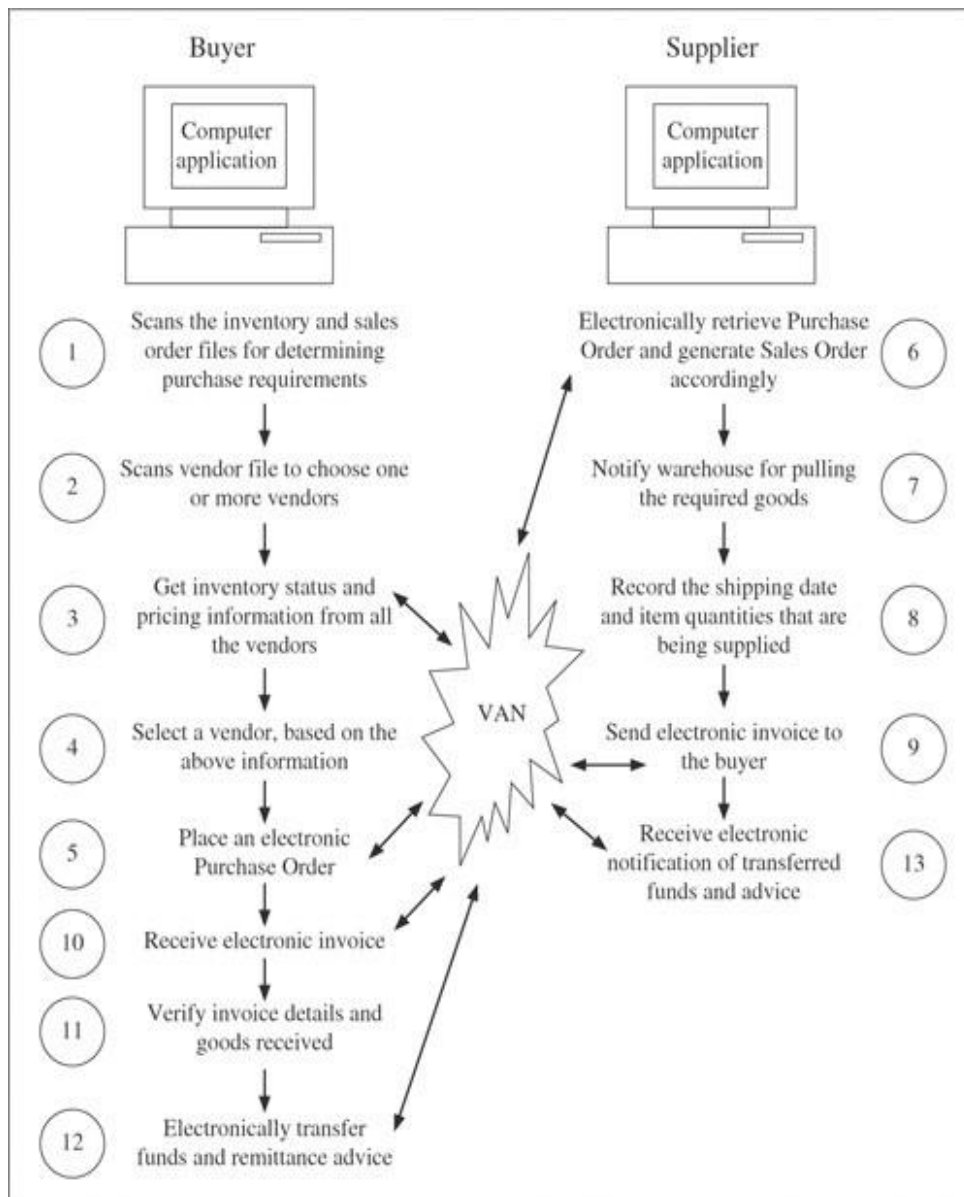 Buyer
Computer
application
1
Scans the inventory and sales
order files for determining
purchase requirements
2
Scans vendor file to choose one
or more vendors
3
Get inventory status and
pricing information from all
the vendors
4
Select a vendor, based on the
above information
5
Place an electronic
Purchase Order
10
Receive electronic invoice
11
Verify invoice details and
goods received
12
Electronically transfer
funds and remittance advice
VAN
Supplier
Computer
application
Electronically retrieve Purchase
Order and generate Sales Order
accordingly
6
Notify warehouse for pulling
the required goods
7
Record the shipping date
and item quantities that are
being supplied
8
Send electronic invoice to
the buyer
9
Receive electronic
notification of transferred
funds and advice
13